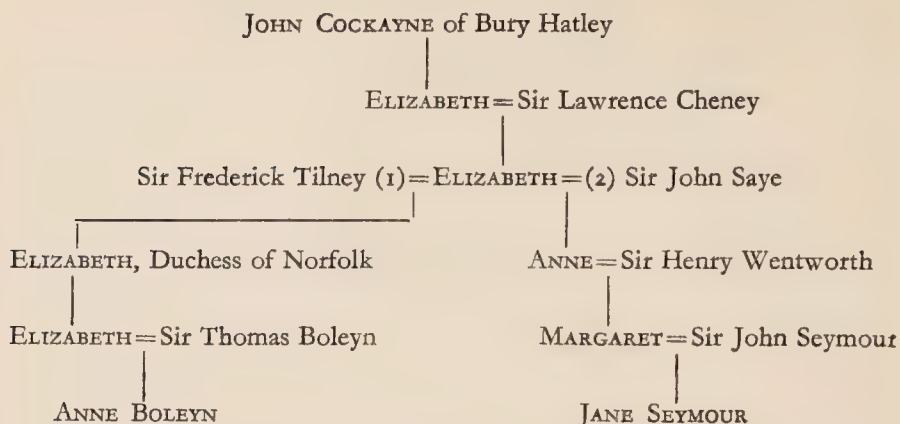 JOHN COCKAYNE of Bury Hatley
ELIZABETH = Sir Lawrence Cheney
Sir Frederick Tilney (1) = ELIZABETH = (2) Sir John Saye
ELIZABETH, Duchess of Norfolk
ANNE = Sir Henry Wentworth
ELIZABETH = Sir Thomas Boleyn
MARGARET = Sir John Seymour
ANNE BOLEYN
JANE SEYMOUR